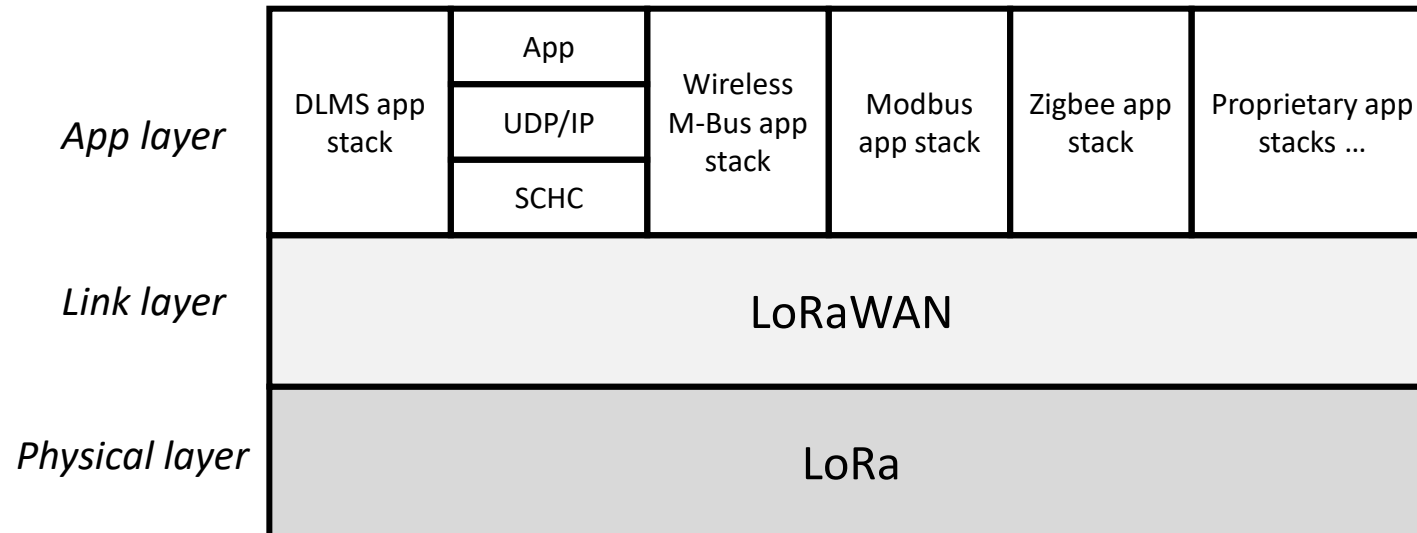 App layer
DLMS app
stack
App
UDP/IP
SCHC
Wireless
M-Bus app
stack
Modbus
app stack
Zigbee app
stack
Proprietary app
stacks ...
Link layer
LoRaWAN
Physical layer
LoRa